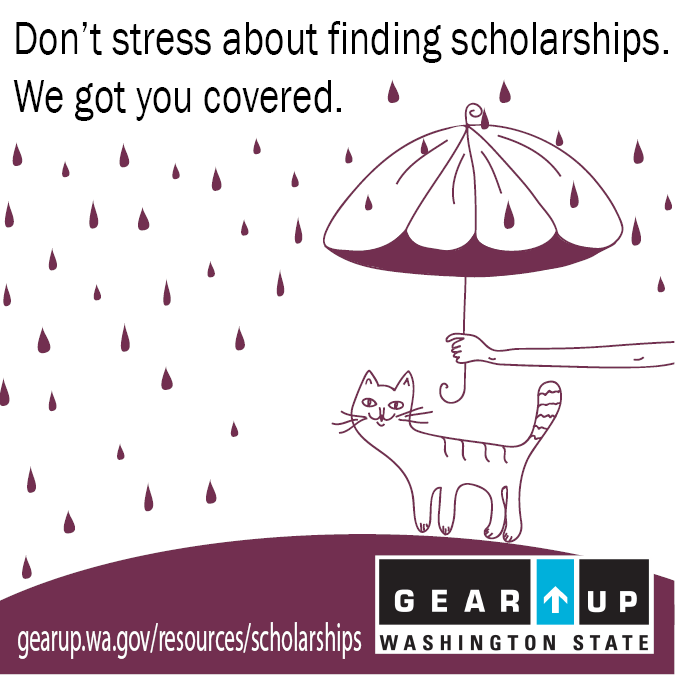 Don't stress about finding scholarships.
We got you covered.
GEAR UP
gearup.wa.gov/resources/scholarships
WASHINGTON STATE